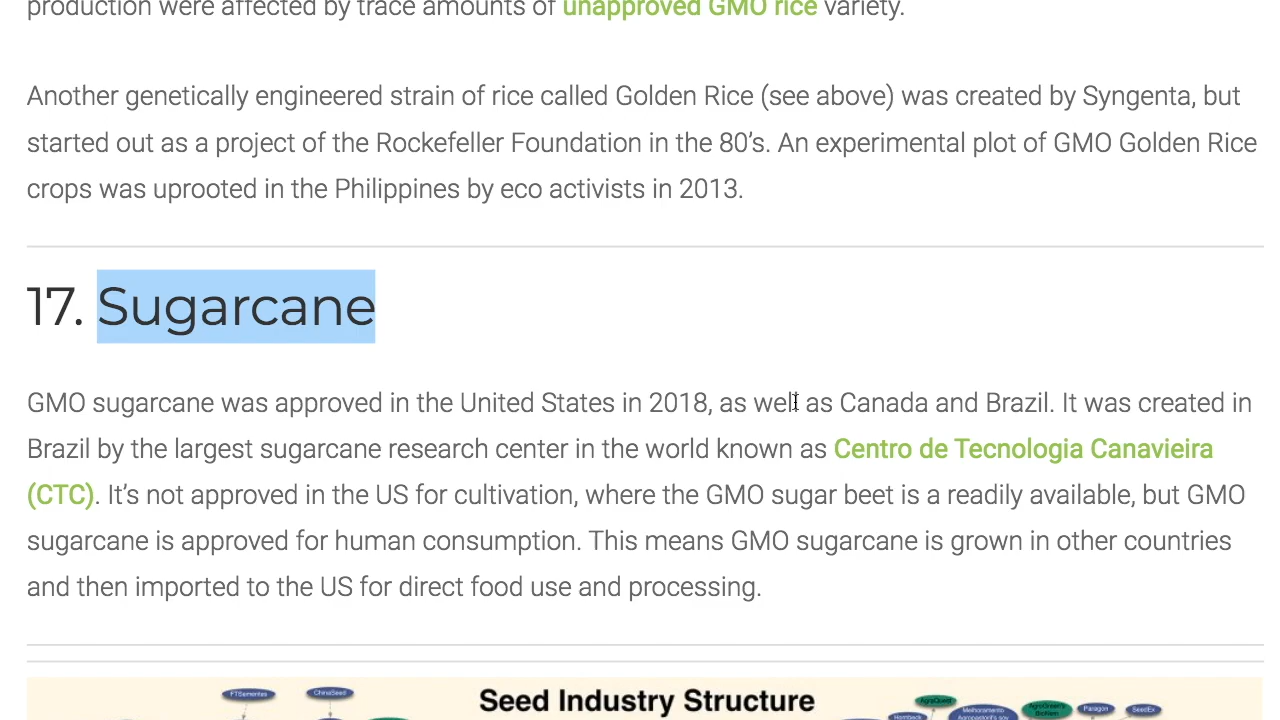 production were affected by trace amounts of unapproved GMO rice variety.
Another genetically engineered strain of rice called Golden Rice (see above) was created by Syngenta, but
started out as a project of the Rockefeller Foundation in the 80’s. An experimental plot of GMO Golden Rice
crops was uprooted in the Philippines by eco activists in 2013.
17. Sugarcane
GMO sugarcane was approved in the United States in 2018, as well as Canada and Brazil. It was created in
Brazil by the largest sugarcane research center in the world known as Centro de Tecnologia Canavieira
(CTC). It’s not approved in the US for cultivation, where the GMO sugar beet is a readily available, but GMO
sugarcane is approved for human consumption. This means GMO sugarcane is grown in other countries
and then imported to the US for direct food use and processing.
Seed Industry Structure
FTSementes
ChinaSeed
AgroQuest
Hornbeck
Paragon
SeedEx